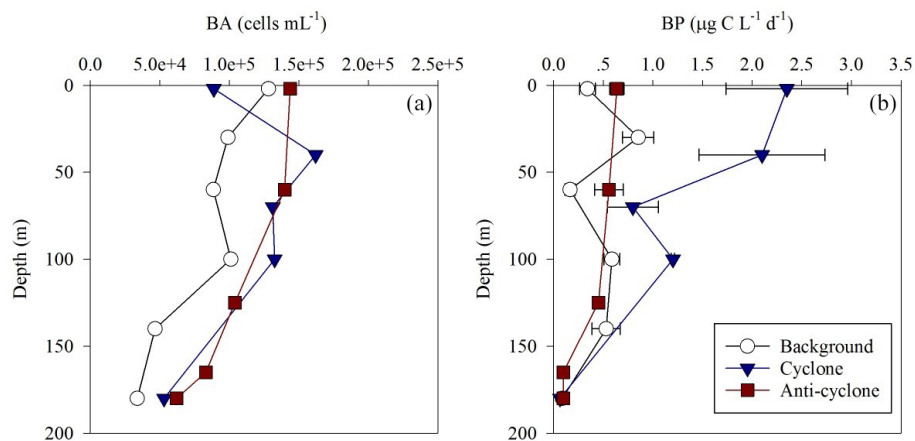 BA (cells mL⁻¹)
0.0 5.0e+4 1.0e+5 1.5e+5 2.0e+5 2.5e+5
0
50
100
150
200
Depth (m)
(a)
BP (μg C L⁻¹ d⁻¹)
0.0 .5 1.0 1.5 2.0 2.5 3.0 3.5
0
50
100
150
200
Depth (m)
(b)
Background
Cyclone
Anti-cyclone